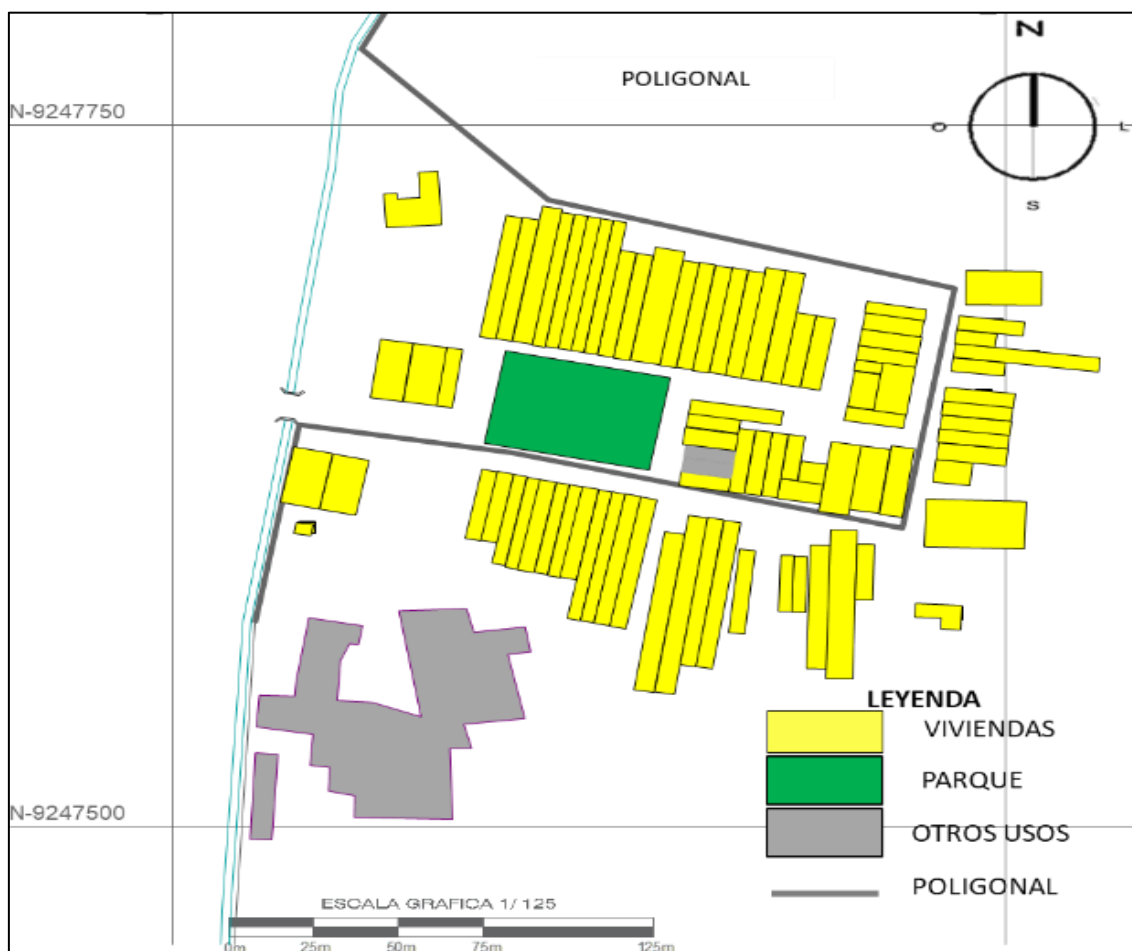 N
POLIGONAL
N-9247750
O
L
S
LEYENDA
VIVIENDAS
PARQUE
N-9247500
OTROS USOS
POLIGONAL
ESCALA GRAFICA 1/ 125
0m 25m 50m 75m 125m